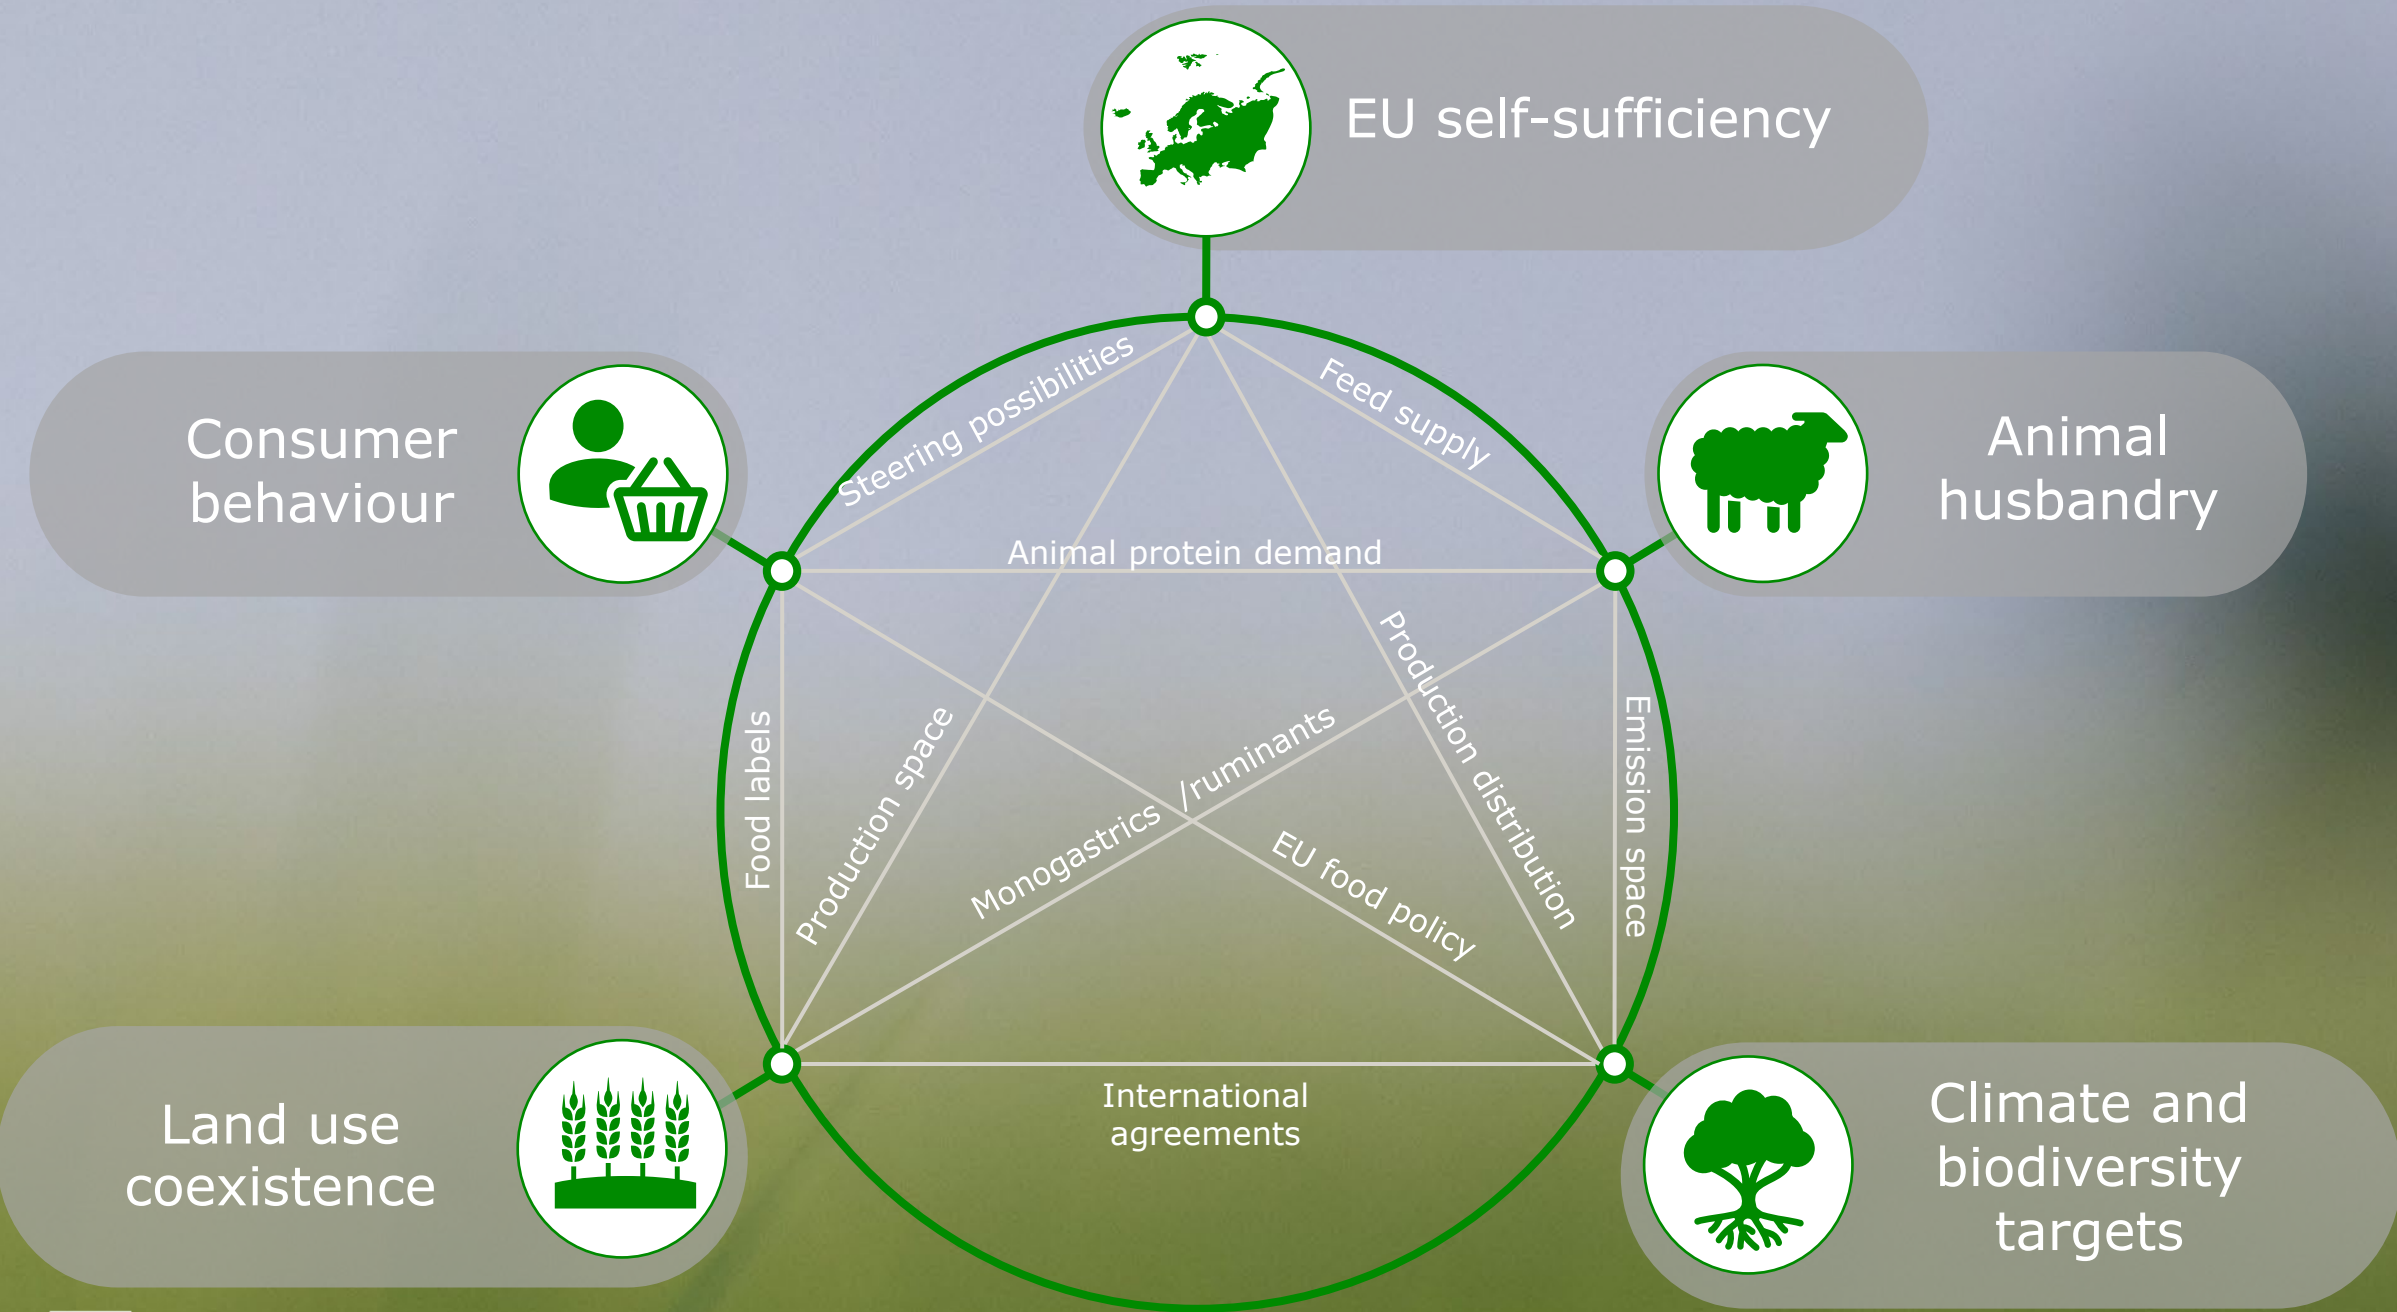 EU self-sufficiency
Steering possibilities
Feed supply
Consumer
behaviour
Animal
husbandry
Animal protein demand
Food labels
Production space
Monogastrics /ruminants
Production distribution
EU food policy
Emission space
International
agreements
Land use
coexistence
Climate and
biodiversity
targets